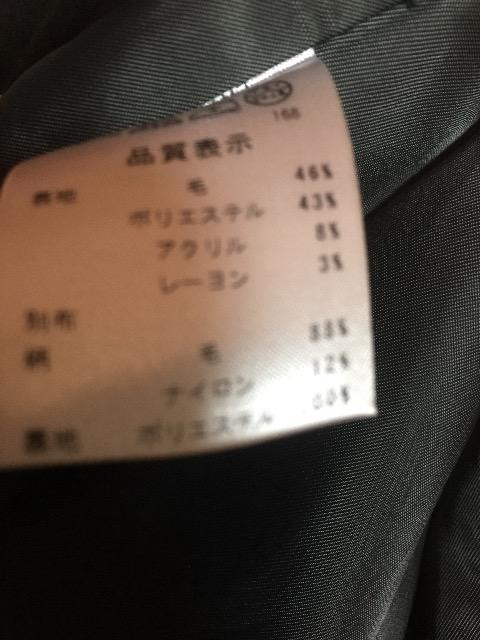 168
品質表示
表地 毛 46%
ポリエステル 43%
アクリル 8%
レーヨン 3%
別布
柄 毛 88%
ナイロン 12%
裏地 ポリエステル